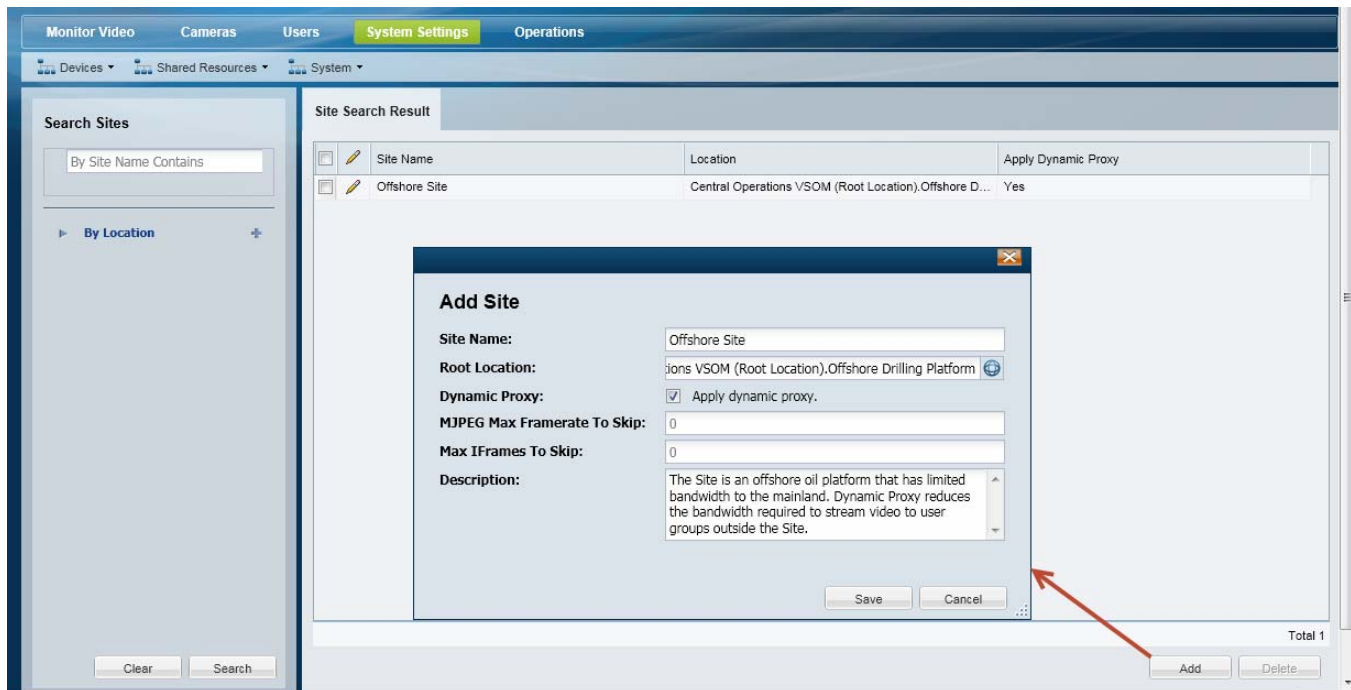 Monitor Video Cameras Users System Settings Operations
Devices Shared Resources System
Search Sites
By Site Name Contains
By Location
Clear Search
Site Search Result
Site Name Location Apply Dynamic Proxy
Offshore Site Central Operations VSOM (Root Location).Offshore D... Yes
Add Site
Site Name: Offshore Site
Root Location: tions VSOM (Root Location).Offshore Drilling Platform
Dynamic Proxy: Apply dynamic proxy.
MJPEG Max Framerate To Skip: 0
Max IFrames To Skip: 0
Description: The Site is an offshore oil platform that has limited
bandwidth to the mainland. Dynamic Proxy reduces
the bandwidth required to stream video to user
groups outside the Site.
Save Cancel
Total 1
Add Delete